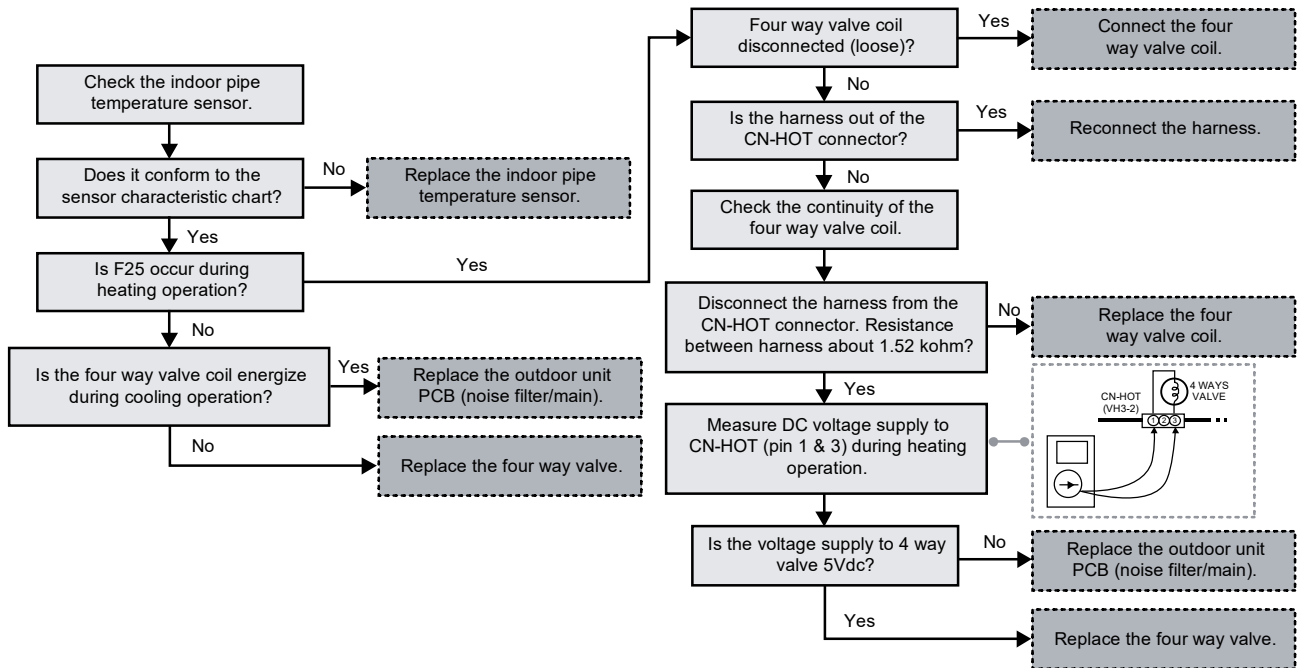 Check the indoor pipe
temperature sensor.
Does it conform to the
sensor characteristic chart?
No
Replace the indoor pipe
temperature sensor.
Yes
Is F25 occur during
heating operation?
Yes
No
Is the four way valve coil energize
during cooling operation?
Yes
Replace the outdoor unit
PCB (noise filter/main).
No
Replace the four way valve.
Four way valve coil
disconnected (loose)?
Yes
Connect the four
way valve coil.
No
Is the harness out of the
CN-HOT connector?
Yes
Reconnect the harness.
No
Check the continuity of the
four way valve coil.
Disconnect the harness from the
CN-HOT connector. Resistance
between harness about 1.52 kohm?
No
Replace the four
way valve coil.
Yes
Measure DC voltage supply to
CN-HOT (pin 1 & 3) during heating
operation.
4 WAYS
VALVE
CN-HOT
(VH3-2)
1 2 3
Is the voltage supply to 4 way
valve 5Vdc?
No
Replace the outdoor unit
PCB (noise filter/main).
Yes
Replace the four way valve.